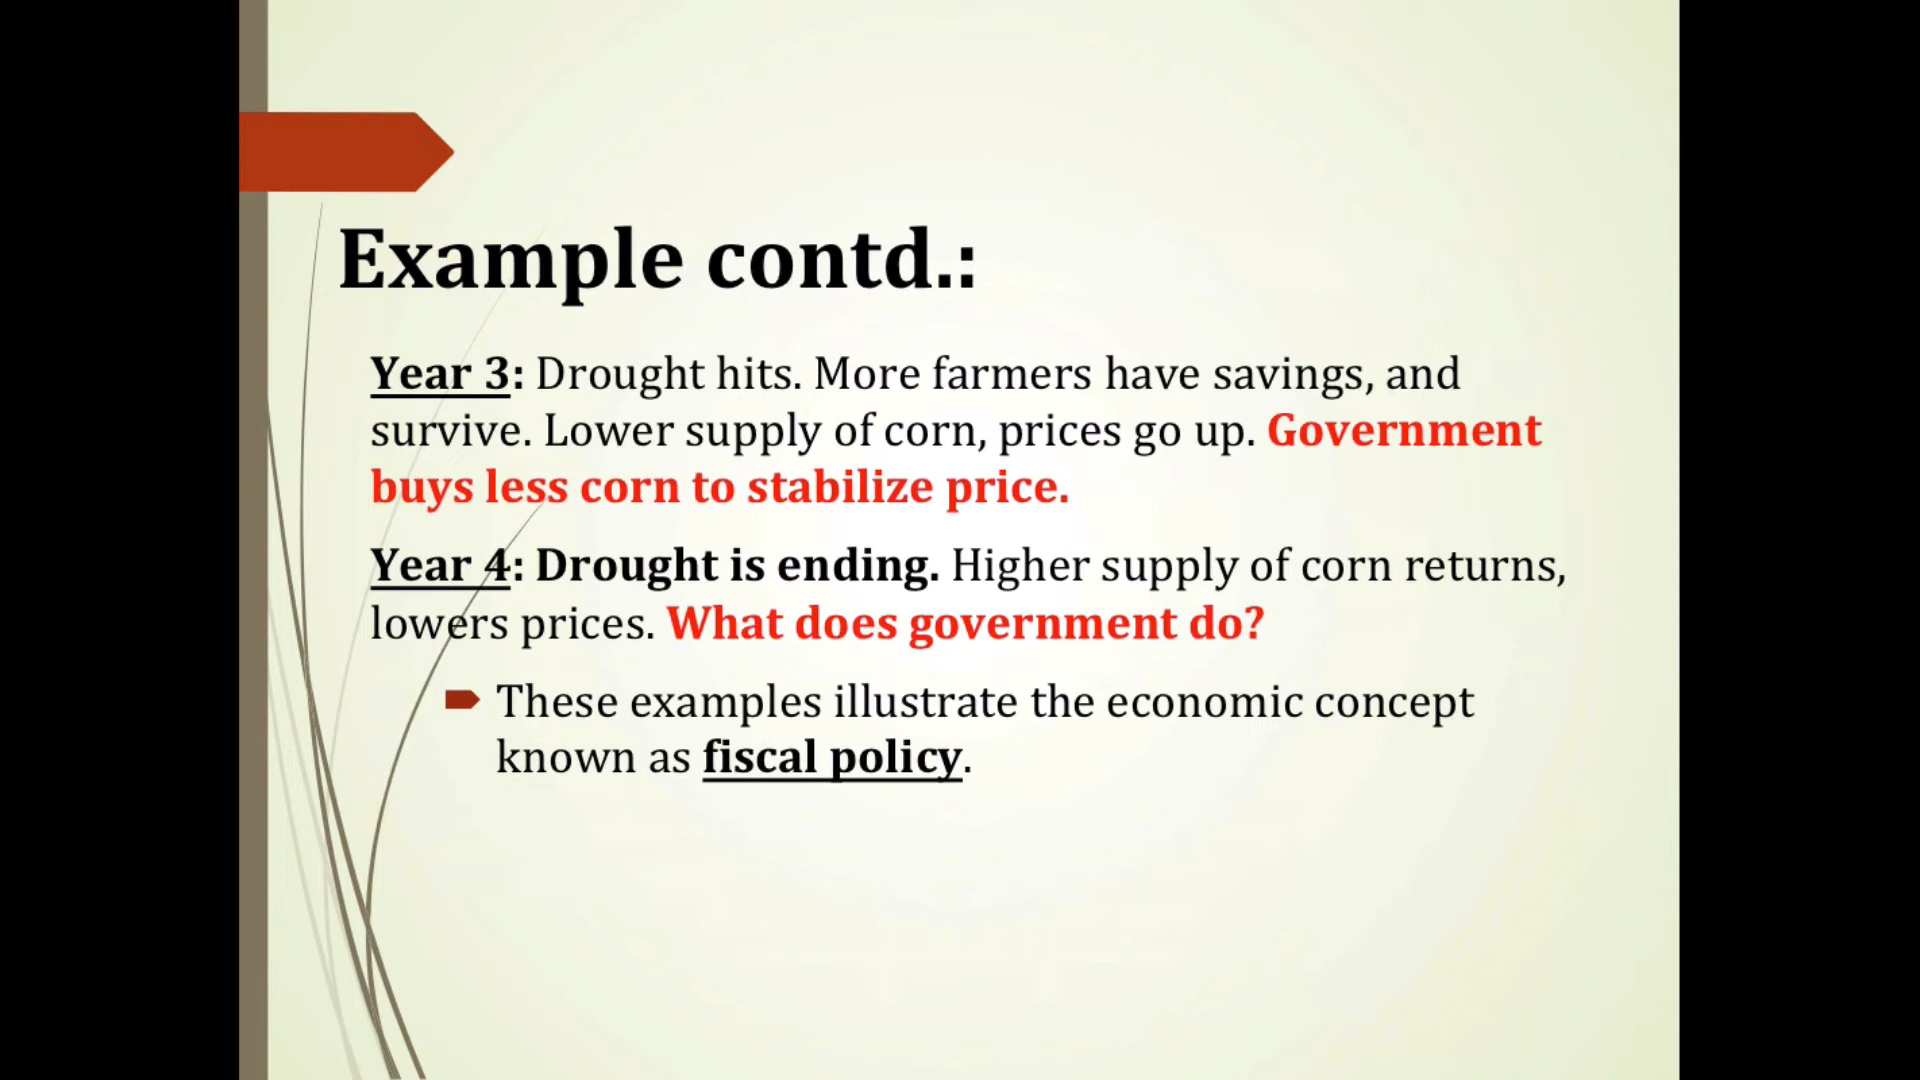 Example contd.:
Year 3: Drought hits. More farmers have savings, and
survive. Lower supply of corn, prices go up. Government
buys less corn to stabilize price.
Year 4: Drought is ending. Higher supply of corn returns,
lowers prices. What does government do?
These examples illustrate the economic concept
known as fiscal policy.